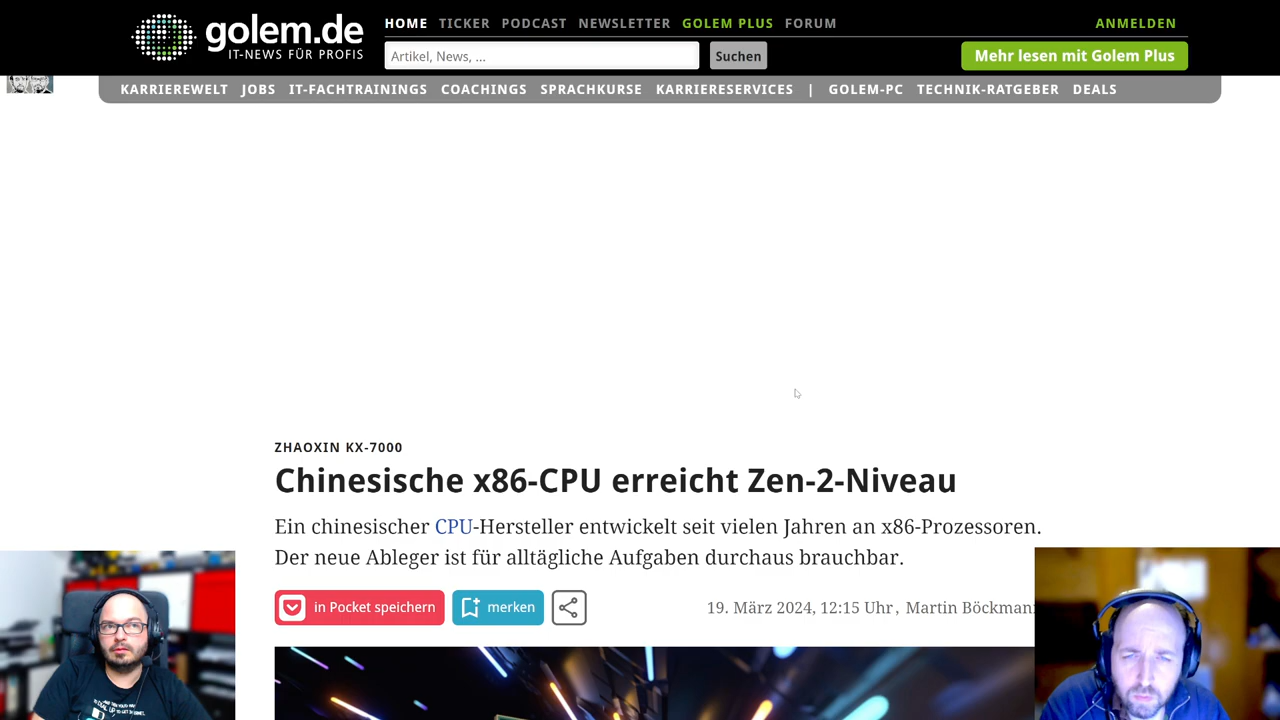 golem.de
IT-NEWS FÜR PROFIS
HOME TICKER PODCAST NEWSLETTER GOLEM PLUS FORUM
ANMELDEN
Artikel, News, ...
Suchen
Mehr lesen mit Golem Plus
KARRIEREWELT JOBS IT-FACHTRAININGS COACHINGS SPRACHKURSE KARRIERESERVICES | GOLEM-PC TECHNIK-RATGEBER DEALS
ZHAOXIN KX-7000
Chinesische x86-CPU erreicht Zen-2-Niveau
Ein chinesischer CPU-Hersteller entwickelt seit vielen Jahren an x86-Prozessoren.
Der neue Ableger ist für alltägliche Aufgaben durchaus brauchbar.
in Pocket speichern
merken
19. März 2024, 12:15 Uhr, Martin Böckmann